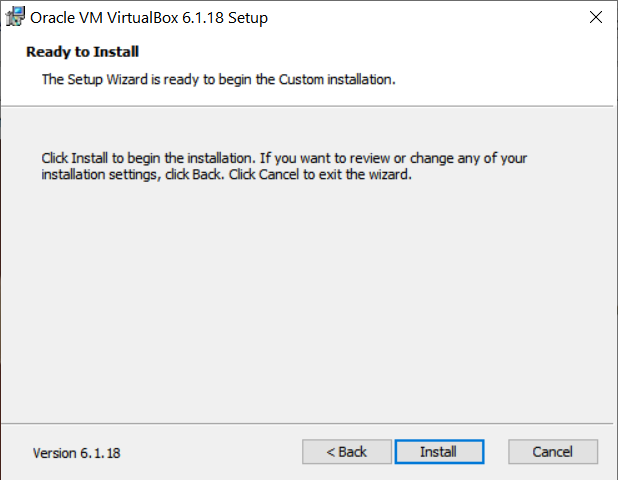 Oracle VM VirtualBox 6.1.18 Setup
Ready to Install
The Setup Wizard is ready to begin the Custom installation.
Click Install to begin the installation. If you want to review or change any of your
installation settings, click Back. Click Cancel to exit the wizard.
Version 6.1.18
< Back
Install
Cancel